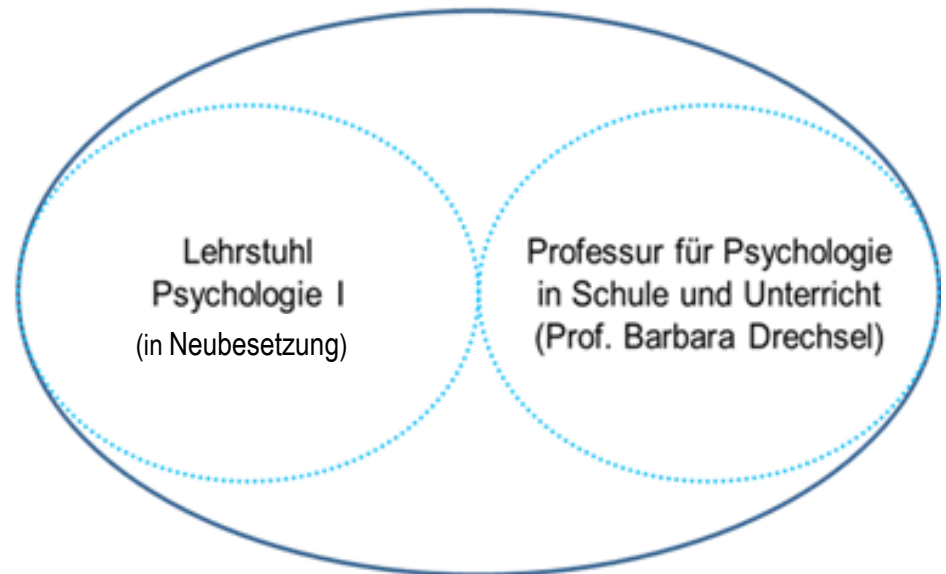 Lehrstuhl
Psychologie I
(in Neubesetzung)
Professur für Psychologie
in Schule und Unterricht
(Prof. Barbara Drechsel)